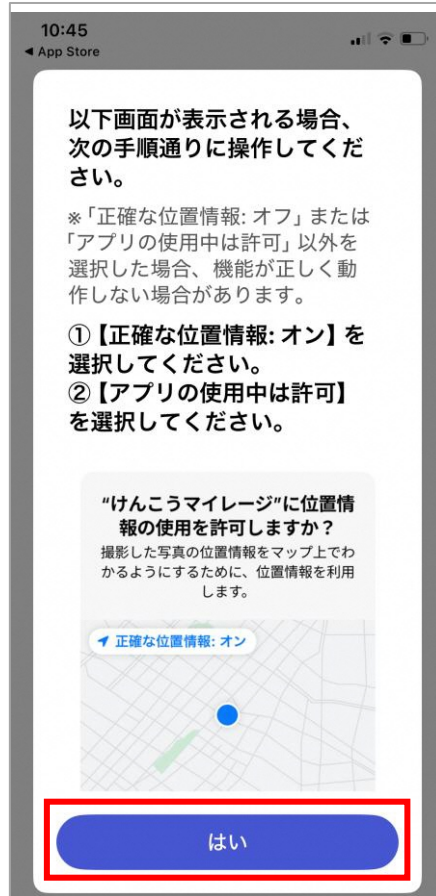 10:45
◀ App Store
以下画面が表示される場合、
次の手順通りに操作してくだ
さい。
※「正確な位置情報: オフ」または
「アプリの使用中は許可」以外を
選択した場合、機能が正しく動
作しない場合があります。
①【正確な位置情報: オン】を
選択してください。
②【アプリの使用中は許可】
を選択してください。
“けんこうマイレージ”に位置情
報の使用を許可しますか？
撮影した写真の位置情報をマップ上でわ
かるようにするために、位置情報を利用
します。
正確な位置情報: オン
はい